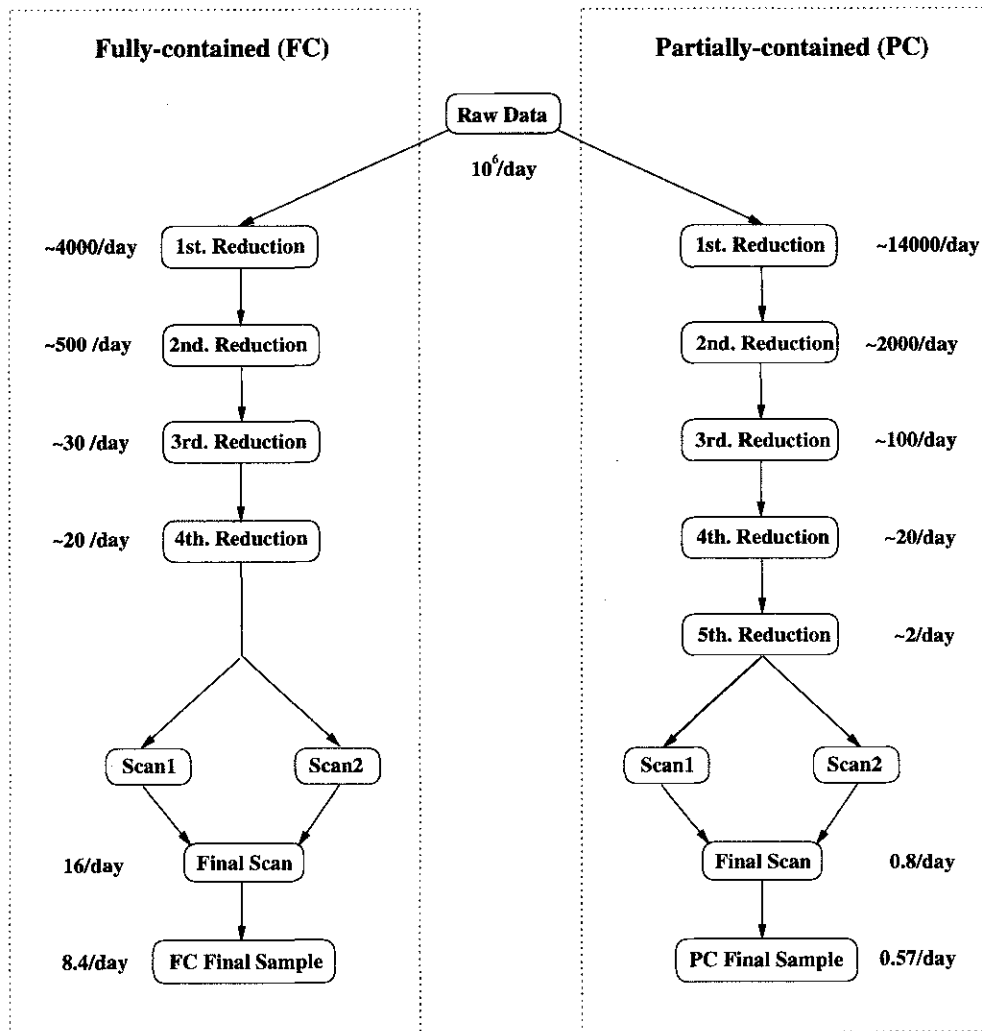 Fully-contained (FC)
Partially-contained (PC)
Raw Data
10⁶/day
~4000/day
1st. Reduction
1st. Reduction
~14000/day
~500 /day
2nd. Reduction
2nd. Reduction
~2000/day
~30 /day
3rd. Reduction
3rd. Reduction
~100/day
~20 /day
4th. Reduction
4th. Reduction
~20/day
5th. Reduction
~2/day
Scan1
Scan2
Scan1
Scan2
16/day
Final Scan
Final Scan
0.8/day
8.4/day
FC Final Sample
PC Final Sample
0.57/day